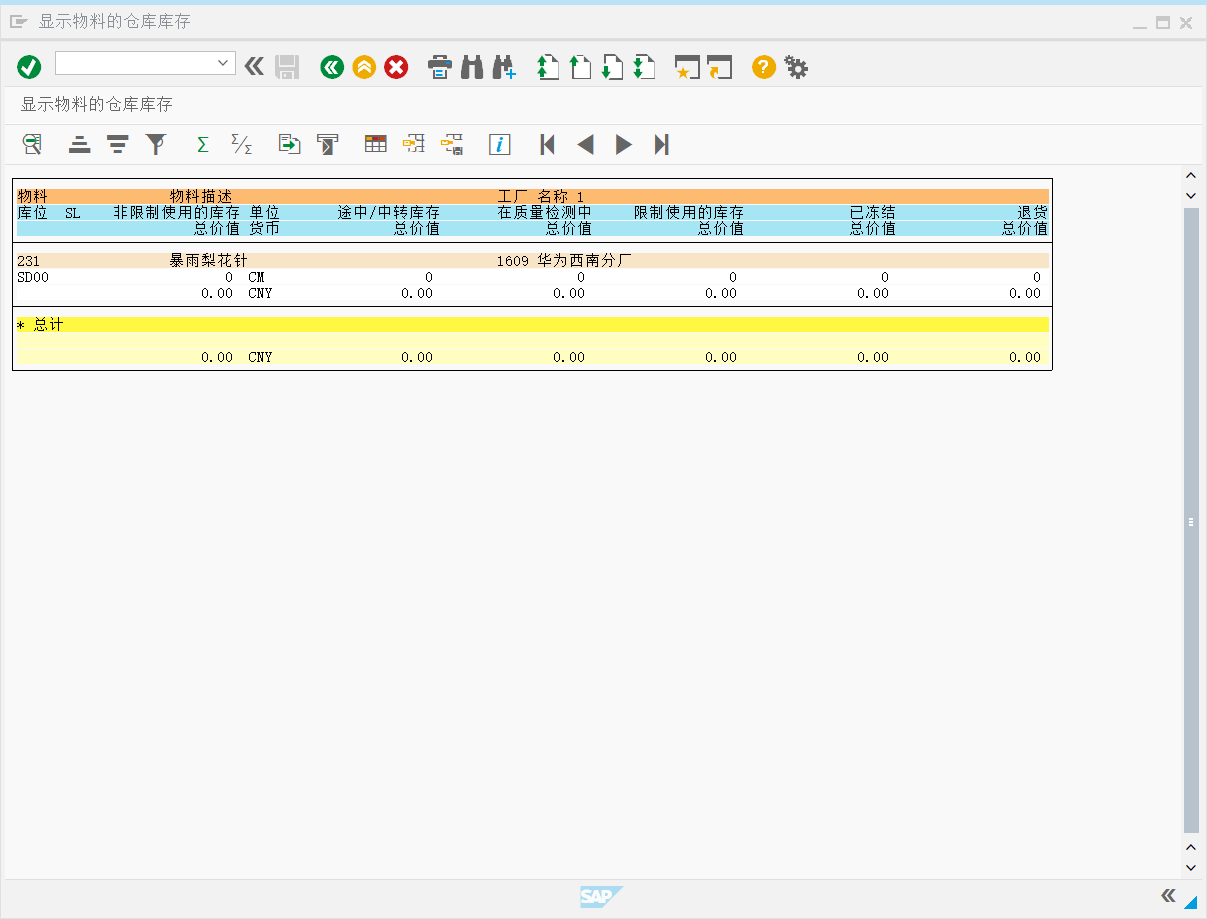 显示物料的仓库库存
显示物料的仓库库存
物料 物料描述 工厂 名称 1
库位 SL 非限制使用的库存 单位 途中/中转库存 在质量检测中 限制使用的库存 已冻结 退货
总价值 货币 总价值 总价值 总价值 总价值 总价值
231 暴雨梨花针 1609 华为西南分厂
SD00 0 CM 0 0 0 0 0
0.00 CNY 0.00 0.00 0.00 0.00 0.00
* 总计
0.00 CNY 0.00 0.00 0.00 0.00 0.00
SAP